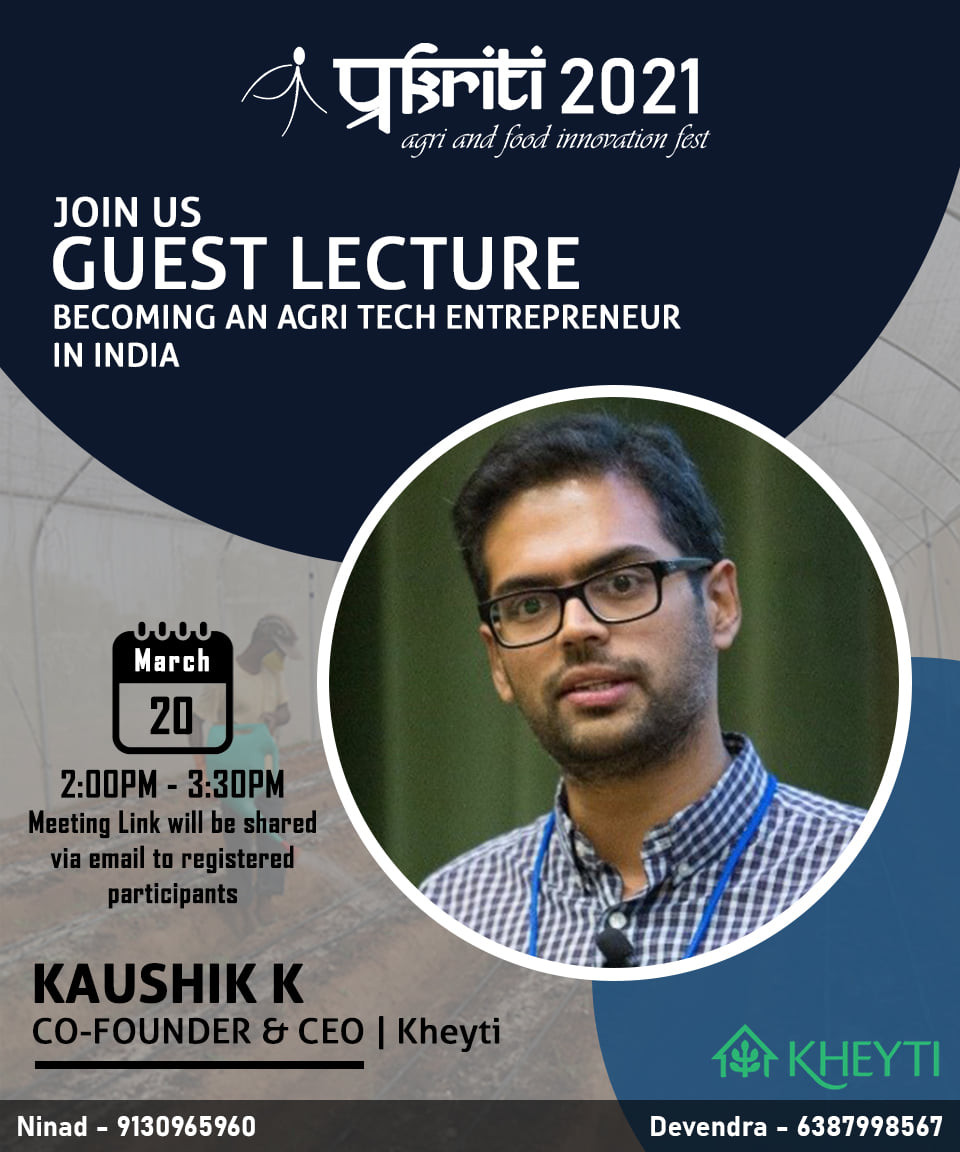 प्रकriti 2021
agri and food innovation fest
JOIN US
GUEST LECTURE
BECOMING AN AGRI TECH ENTREPRENEUR
IN INDIA
March
20
2:00PM - 3:30PM
Meeting Link will be shared
via email to registered
participants
KAUSHIK K
CO-FOUNDER & CEO | Kheyti
KHEYTI
Ninad - 9130965960
Devendra - 6387998567